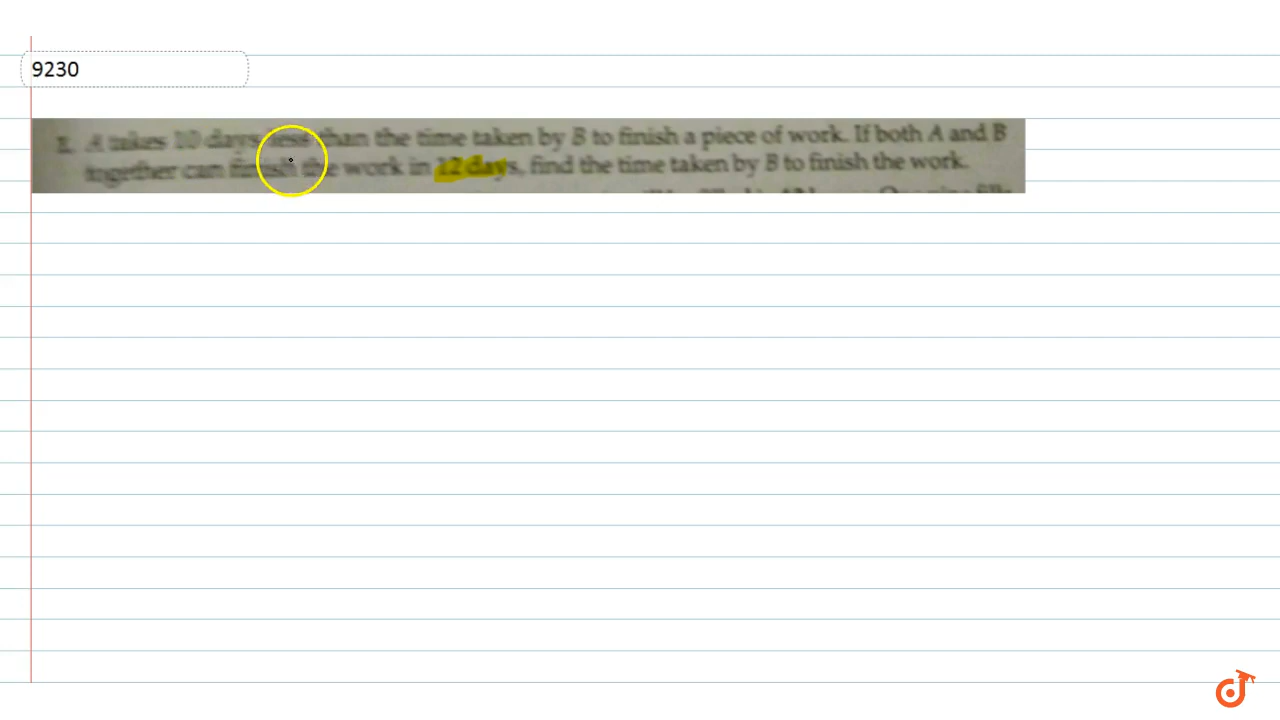 9230
A takes 10 days less than the time taken by B to finish a piece of work. If both A and B
together can finish the work in 12 days, find the time taken by B to finish the work.